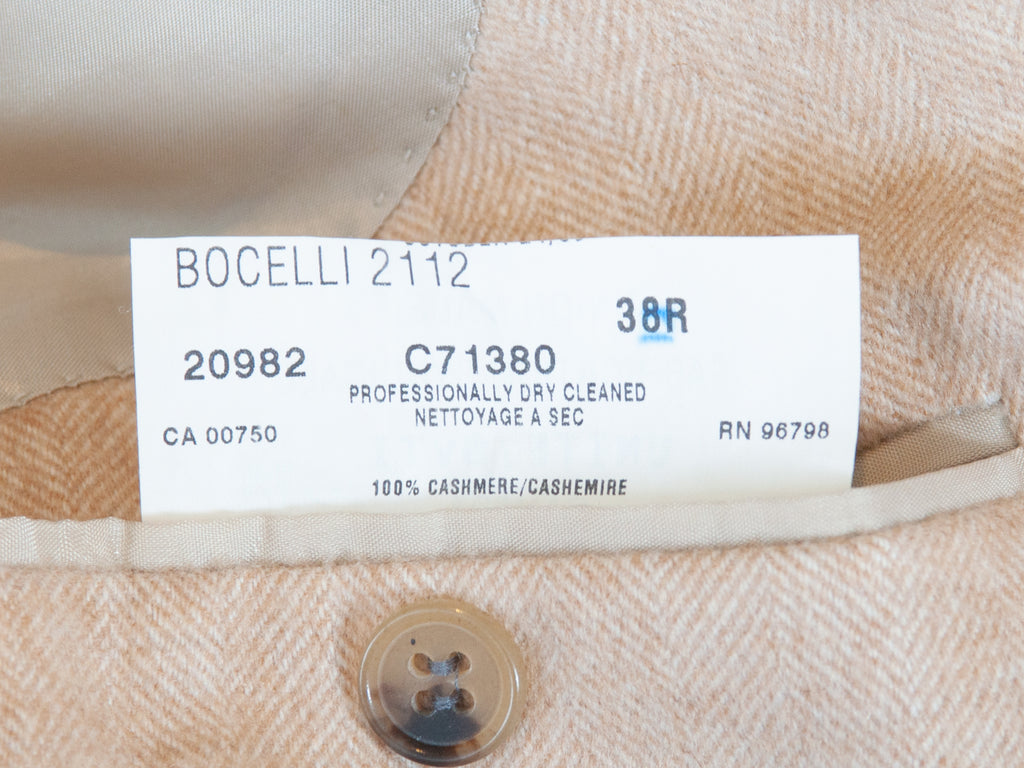 BOCELLI 2112
38R
20982 C71380
PROFESSIONALLY DRY CLEANED
NETTOYAGE A SEC
CA 00750 RN 96798
100% CASHMERE/CASHEMIRE